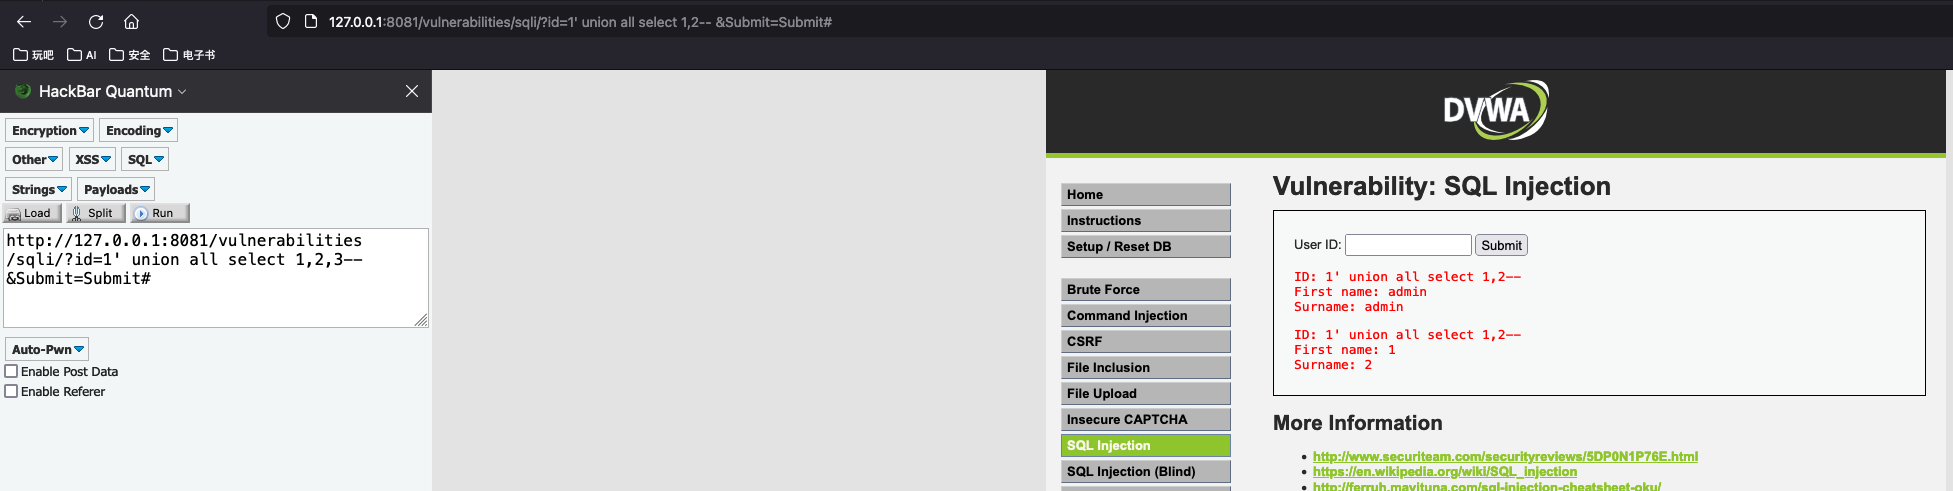 127.0.0.1:8081/vulnerabilities/sqli/?id=1' union all select 1,2-- &Submit=Submit#
玩吧 AI 安全 电子书
HackBar Quantum
Encryption Encoding
Other XSS SQL
Strings Payloads
Load Split Run
http://127.0.0.1:8081/vulnerabilities
/sqli/?id=1' union all select 1,2,3--
&Submit=Submit#
Auto-Pwn
Enable Post Data
Enable Referer
DVWA
Home
Instructions
Setup / Reset DB
Brute Force
Command Injection
CSRF
File Inclusion
File Upload
Insecure CAPTCHA
SQL Injection
SQL Injection (Blind)
Vulnerability: SQL Injection
User ID: Submit
ID: 1' union all select 1,2--
First name: admin
Surname: admin
ID: 1' union all select 1,2--
First name: 1
Surname: 2
More Information
http://www.securiteam.com/securityreviews/5DP0N1P76E.html
https://en.wikipedia.org/wiki/SQL_injection
http://ferruh.mavituna.com/sql-injection-cheatsheet-oku/